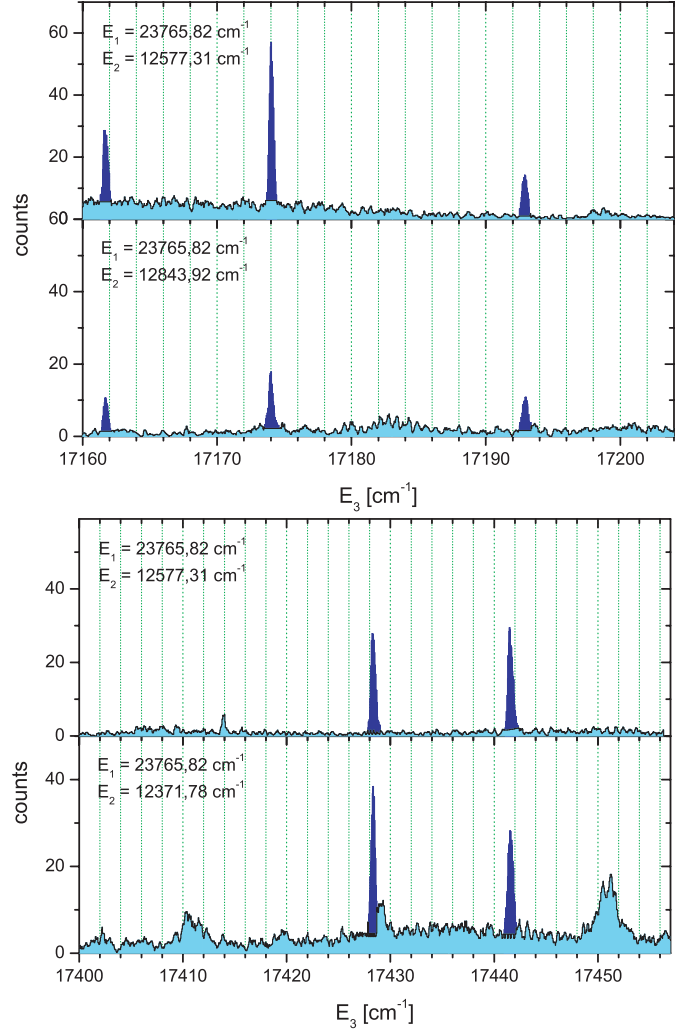 60
40
20
60
40
20
0
counts
E1 = 23765,82 cm-1
E2 = 12577,31 cm-1
E1 = 23765,82 cm-1
E2 = 12843,92 cm-1
17160 17170 17180 17190 17200
E3 [cm-1]
40
20
0
40
20
0
counts
E1 = 23765,82 cm-1
E2 = 12577,31 cm-1
E1 = 23765,82 cm-1
E2 = 12371,78 cm-1
17400 17410 17420 17430 17440 17450
E3 [cm-1]